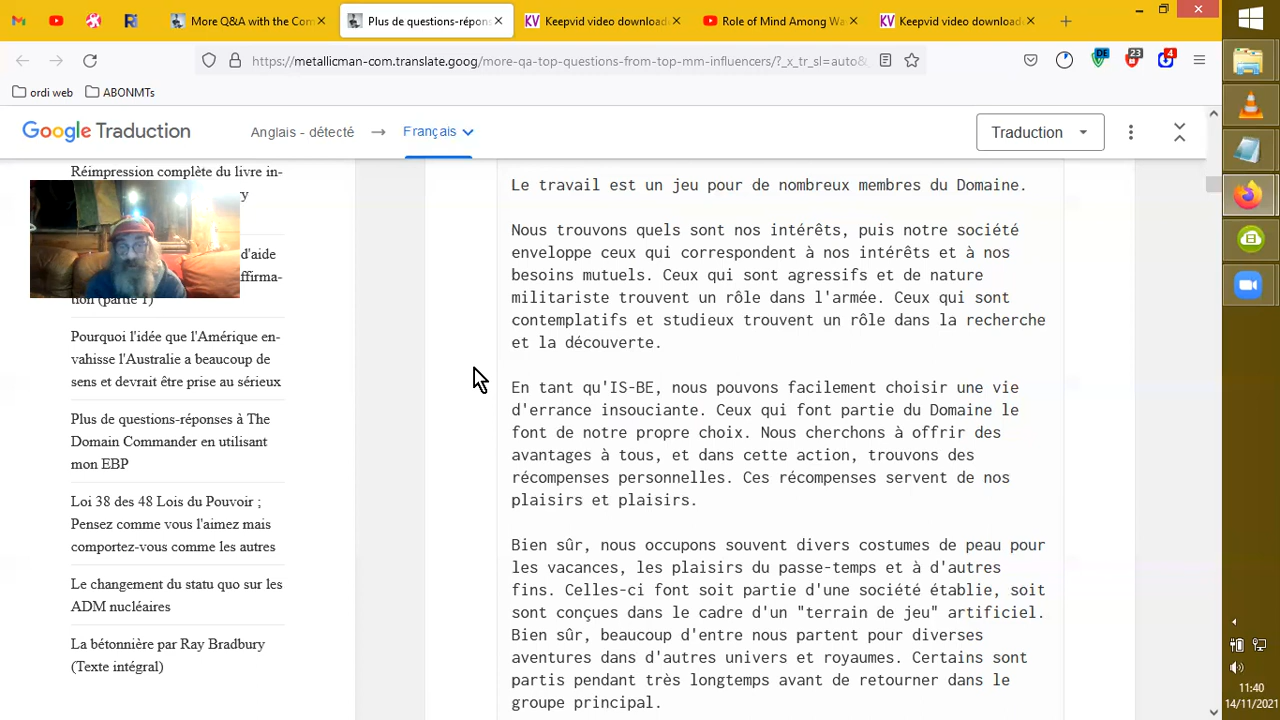 More Q&A with the Com
Plus de questions-répons
Keepvid video download
Role of Mind Among Wa
Keepvid video download
https://metallicman-com.translate.goog/more-qa-and-questions-from-top-mm-influencers/?_x_tr_sl=auto&
DE
23
4
ordi web
ABONMTs
Google Traduction
Anglais - détecté
Français
Traduction
Réimpression complète du livre in-
y
d'aide
affirma-
tion (partie 1)
Pourquoi l'idée que l'Amérique en-
vahisse l'Australie a beaucoup de
sens et devrait être prise au sérieux
Plus de questions-réponses à The
Domain Commander en utilisant
mon EBP
Loi 38 des 48 Lois du Pouvoir ;
Pensez comme vous l'aimez mais
comportez-vous comme les autres
Le changement du statu quo sur les
ADM nucléaires
La bétonnière par Ray Bradbury
(Texte intégral)
Le travail est un jeu pour de nombreux membres du Domaine.
Nous trouvons quels sont nos intérêts, puis notre société
enveloppe ceux qui correspondent à nos intérêts et à nos
besoins mutuels. Ceux qui sont agressifs et de nature
militariste trouvent un rôle dans l'armée. Ceux qui sont
contemplatifs et studieux trouvent un rôle dans la recherche
et la découverte.
En tant qu'IS-BE, nous pouvons facilement choisir une vie
d'errance insouciante. Ceux qui font partie du Domaine le
font de notre propre choix. Nous cherchons à offrir des
avantages à tous, et dans cette action, trouvons des
récompenses personnelles. Ces récompenses servent de nos
plaisirs et plaisirs.
Bien sûr, nous occupons souvent divers costumes de peau pour
les vacances, les plaisirs du passe-temps et à d'autres
fins. Celles-ci font soit partie d'une société établie, soit
sont conçues dans le cadre d'un "terrain de jeu" artificiel.
Bien sûr, beaucoup d'entre nous partent pour diverses
aventures dans d'autres univers et royaumes. Certains sont
partis pendant très longtemps avant de retourner dans le
groupe principal.
11:40
14/11/2021